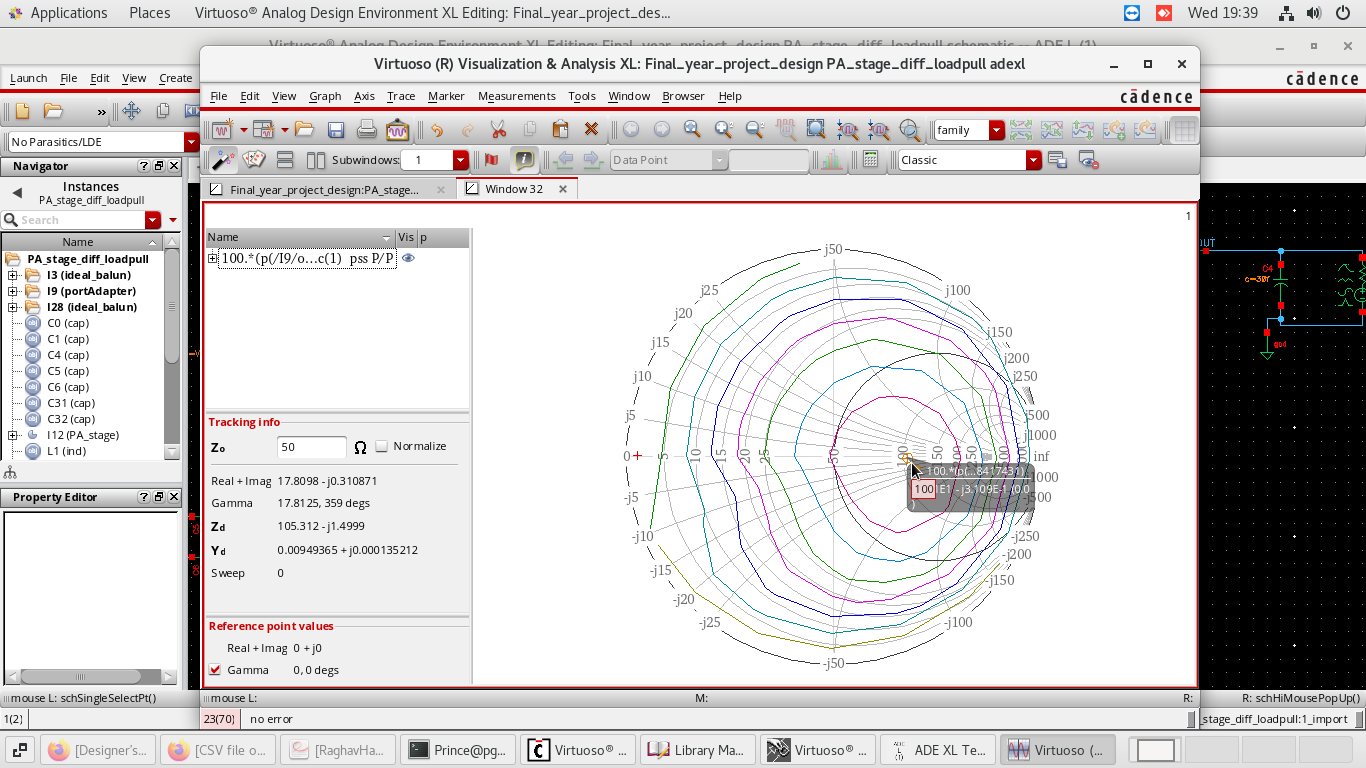 Applications Places Virtuoso® Analog Design Environment XL Editing: Final_year_project_des... Wed 19:39
Virtuoso® Analog Design Environment XL Editing: Final_year_project_design PA_stage_diff_loadpull schematic
Virtuoso (R) Visualization & Analysis XL: Final_year_project_design PA_stage_diff_loadpull adexl
Launch File Edit View Create
cādence
File Edit View Graph Axis Trace Marker Measurements Tools Window Browser Help
cādence
»
family
No Parasitics/LDE
Subwindows: 1
Data Point
Classic
Navigator
Final_year_project_design:PA_stage...
Window 32
Instances
PA_stage_diff_loadpull
Search
Name
PA_stage_diff_loadpull
I3 (ideal_balun)
I9 (portAdapter)
I28 (ideal_balun)
C0 (cap)
C1 (cap)
C4 (cap)
C5 (cap)
C6 (cap)
C31 (cap)
C32 (cap)
I12 (PA_stage)
L1 (ind)
Property Editor
1
Name Vis p
100.*(p(/I9/o...c(1) pss P/P
Tracking info
Zo 50 Ω Normalize
Real + Imag 17.8098 - j0.310871
Gamma 17.8125, 359 degs
Zd 105.312 - j1.4999
Yd 0.00949365 + j0.000135212
Sweep 0
Reference point values
Real + Imag 0 + j0
Gamma 0, 0 degs
j50
j25
j100
j20
j150
j15
j200
j10
j250
j5
j500
j1000
0 5 10 15 20 25 50 100 150 250 inf
100.*(p(...841743)
100 E1 - j3.109E-1 (0.0
)
-j5
-j500
-j10
-j250
-j15
-j200
-j20
-j150
-j25
-j100
-j50
OUT
C4
c=30f
gnd
mouse L: schSingleSelectPt()
mouse L: M: R:
R: schHiMousePopUp()
1(2)
23(70) no error
_stage_diff_loadpull:1_import
[Designer's...
[CSV file o...
[RaghavHa...
Prince@pg...
Virtuoso® ...
Library Ma...
Virtuoso® ...
ADE XL Te...
Virtuoso (...